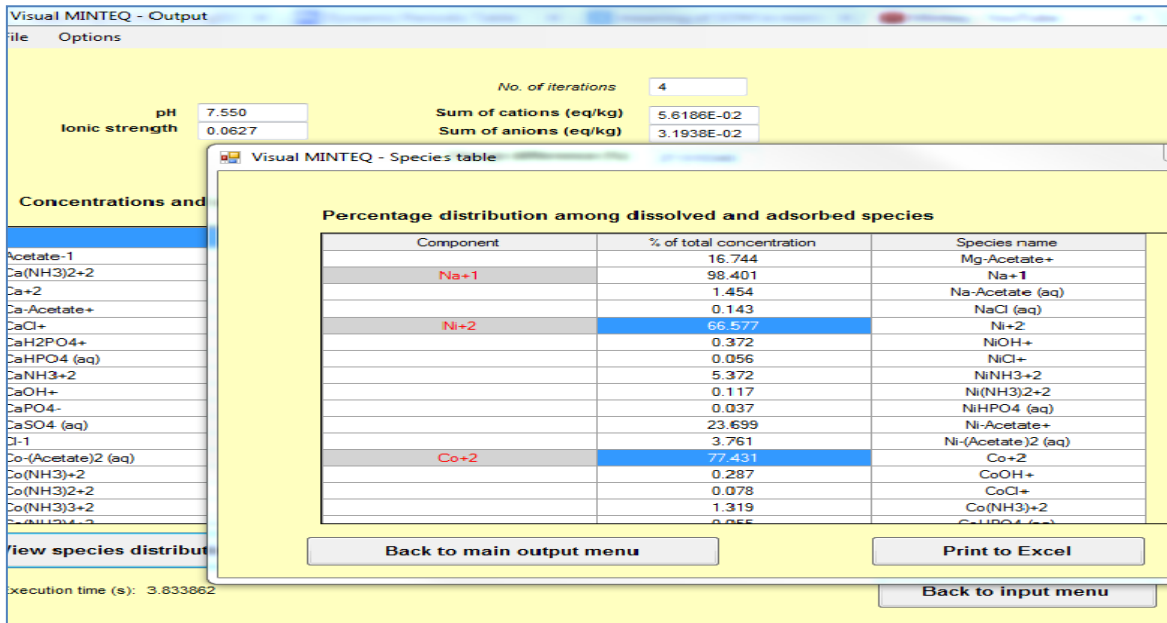 Visual MINTEQ - Output
File Options
No. of iterations 4
pH 7.550 Sum of cations (eq/kg) 5.6186E-02
Ionic strength 0.0627 Sum of anions (eq/kg) 3.1938E-02
Visual MINTEQ - Species table
Concentrations and
Percentage distribution among dissolved and adsorbed species
Component % of total concentration Species name
16.744 Mg-Acetate+
Na+1 98.401 Na+1
1.454 Na-Acetate (aq)
0.143 NaCl (aq)
Ni+2 66.577 Ni+2
0.372 NiOH+
0.056 NiCl+
5.372 NiNH3+2
0.117 Ni(NH3)2+2
0.037 NiHPO4 (aq)
23.699 Ni-Acetate+
3.761 Ni-(Acetate)2 (aq)
Co+2 77.431 Co+2
0.287 CoOH+
0.078 CoCl+
1.319 Co(NH3)+2
Acetate-1
Ca(NH3)2+2
Ca+2
Ca-Acetate+
CaCl+
CaH2PO4+
CaHPO4 (aq)
CaNH3+2
CaOH+
CaPO4-
CaSO4 (aq)
Cl-1
Co-(Acetate)2 (aq)
Co(NH3)+2
Co(NH3)2+2
Co(NH3)3+2
View species distribut
Back to main output menu Print to Excel
Execution time (s): 3.833862
Back to input menu